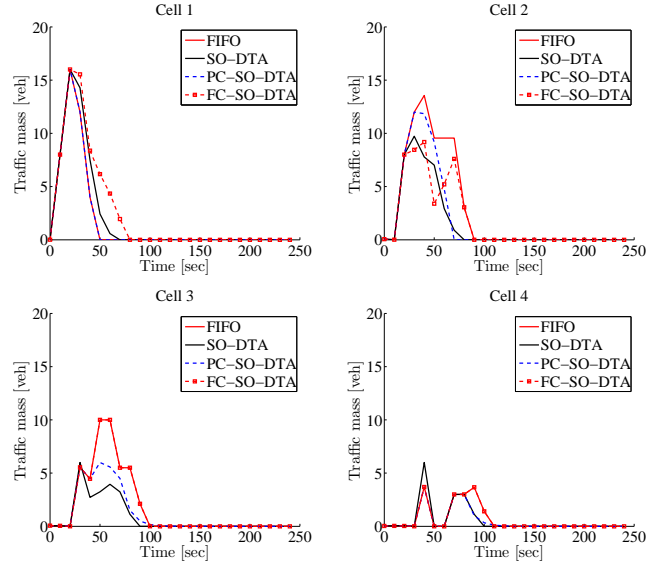 Cell 1
Cell 2
Traffic mass [veh]
20
15
10
5
0
0
50
100
150
200
250
Time [sec]
FIFO
SO−DTA
PC−SO−DTA
FC−SO−DTA
Traffic mass [veh]
20
15
10
5
0
0
50
100
150
200
250
Time [sec]
FIFO
SO−DTA
PC−SO−DTA
FC−SO−DTA
Cell 3
Cell 4
Traffic mass [veh]
20
15
10
5
0
0
50
100
150
200
250
Time [sec]
FIFO
SO−DTA
PC−SO−DTA
FC−SO−DTA
Traffic mass [veh]
20
15
10
5
0
0
50
100
150
200
250
Time [sec]
FIFO
SO−DTA
PC−SO−DTA
FC−SO−DTA